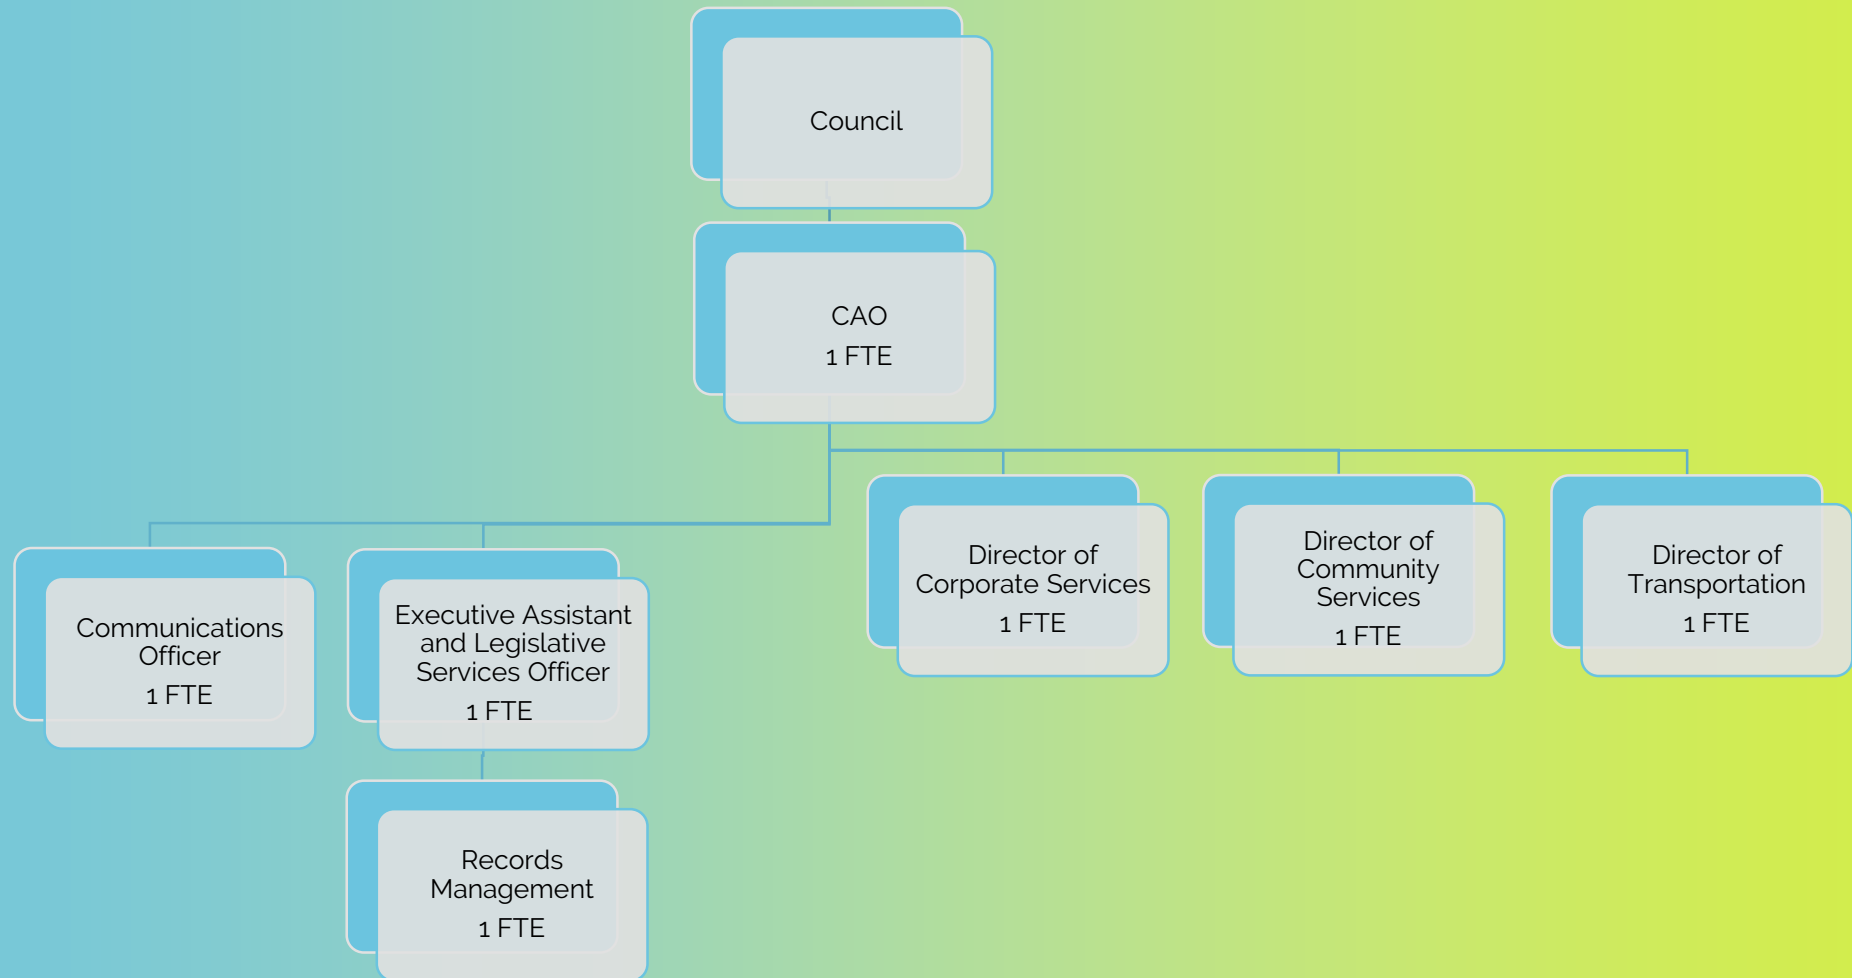 Council
CAO
1 FTE
Communications
Officer
1 FTE
Executive Assistant
and Legislative
Services Officer
1 FTE
Records
Management
1 FTE
Director of
Corporate Services
1 FTE
Director of
Community
Services
1 FTE
Director of
Transportation
1 FTE